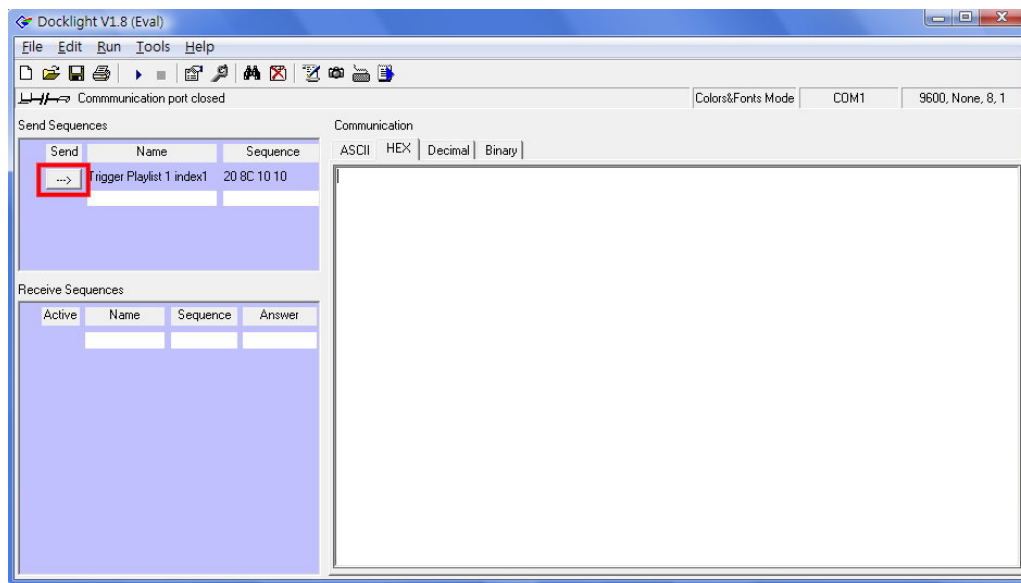 Docklight V1.8 (Eval)
File Edit Run Tools Help
Commmunication port closed
Colors&Fonts Mode COM1 9600, None, 8, 1
Send Sequences
Send Name Sequence
---> Trigger Playlist 1 index1 20 8C 10 10
Receive Sequences
Active Name Sequence Answer
Communication
ASCII HEX Decimal Binary